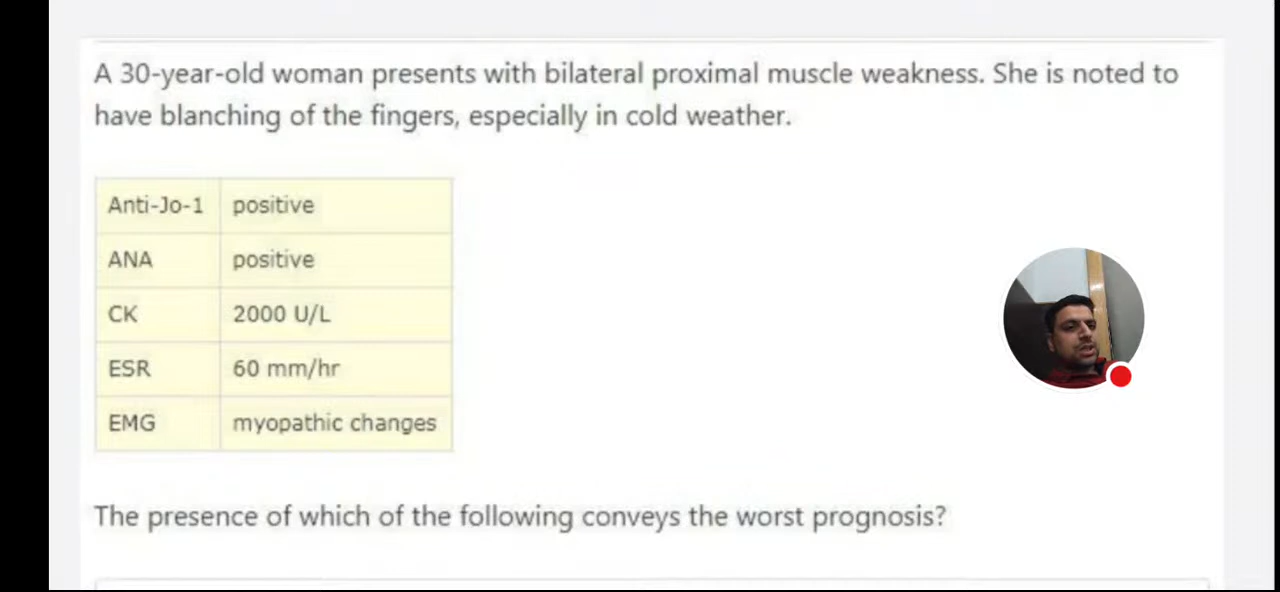 A 30-year-old woman presents with bilateral proximal muscle weakness. She is noted to
have blanching of the fingers, especially in cold weather.
Anti-Jo-1 positive
ANA positive
CK 2000 U/L
ESR 60 mm/hr
EMG myopathic changes
The presence of which of the following conveys the worst prognosis?